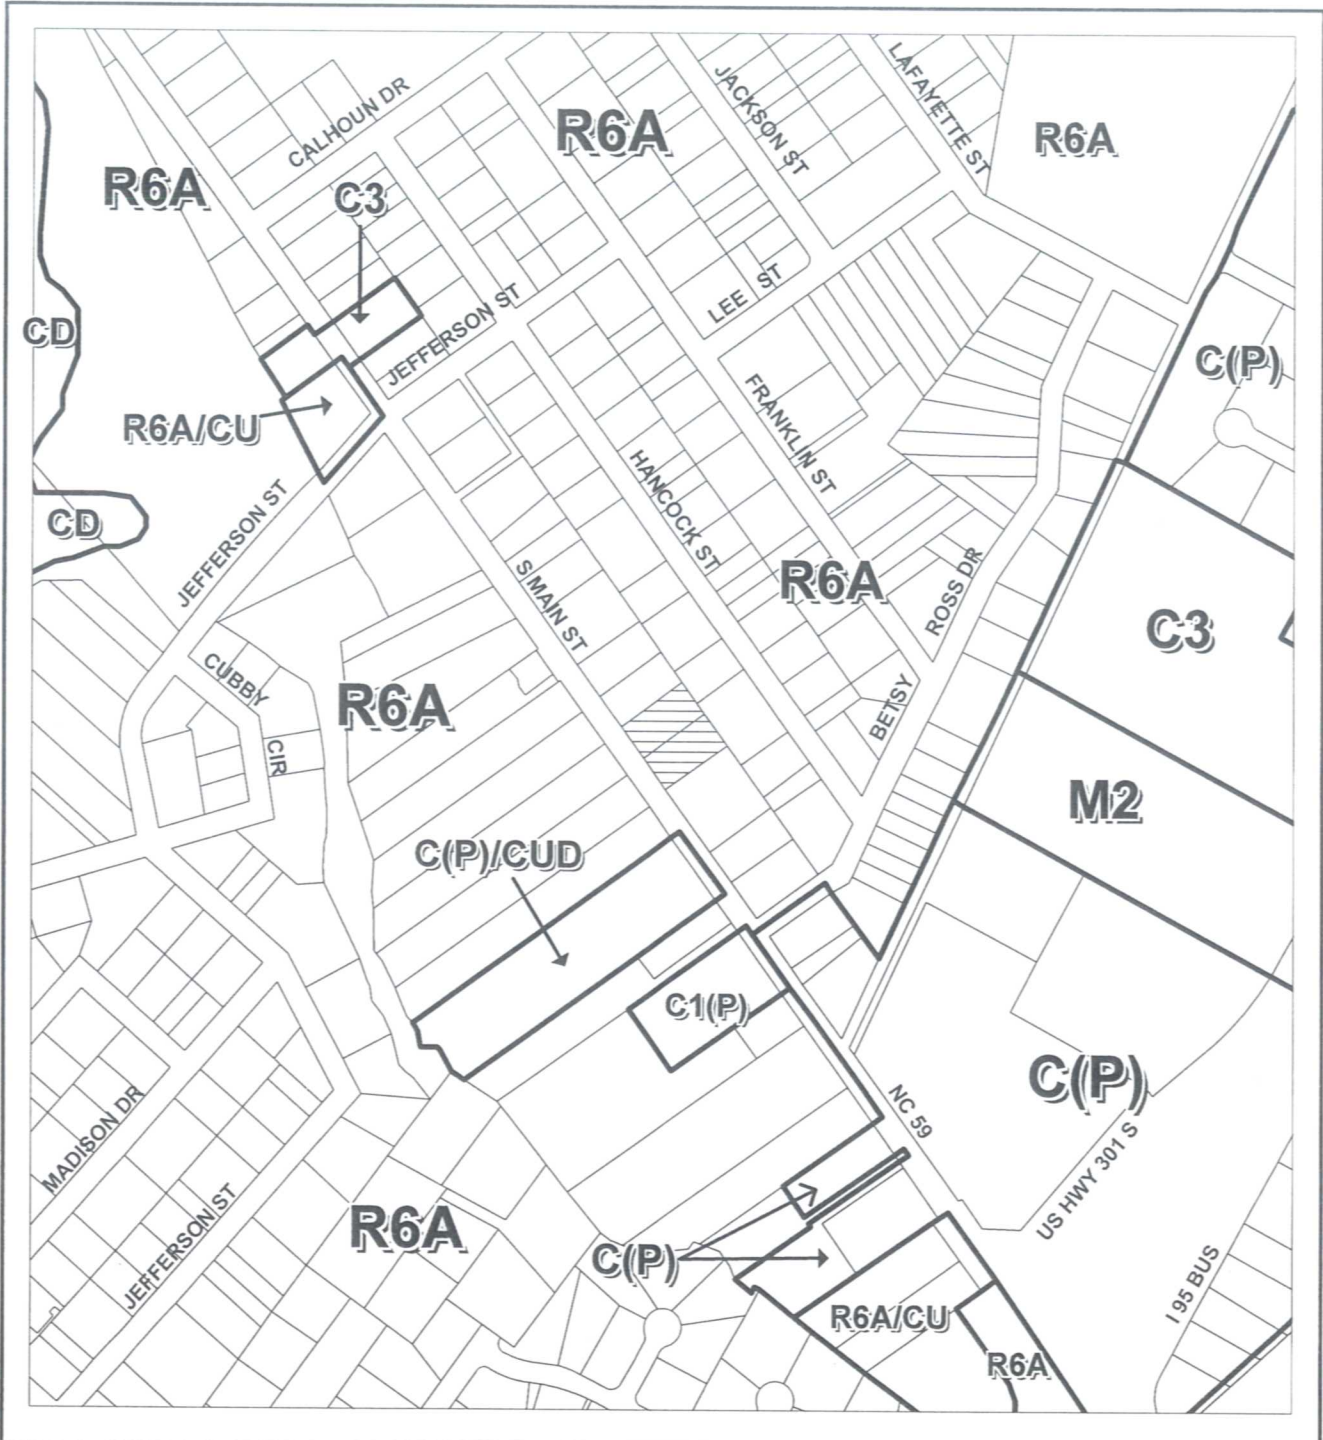 LAFAYETTE ST
JACKSON ST
CALHOUN DR
R6A
R6A
R6A
C3
LEE ST
JEFFERSON ST
CD
C(P)
R6A/CU
FRANKLIN ST
HANCOCK ST
CD
JEFFERSON ST
S MAIN ST
R6A
ROSS DR
C3
CUBBY
R6A
BETSY
CIR
M2
C(P)/CUD
C1(P)
C(P)
NC 59
MADISON DR
US HWY 301 S
R6A
JEFFERSON ST
C(P)
I 95 BUS
R6A/CU
R6A